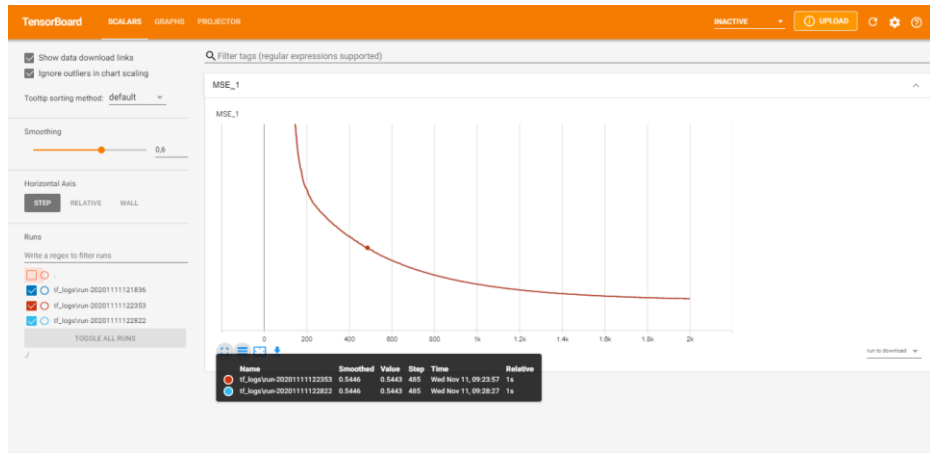 TensorBoard SCALARS GRAPHS PROJECTOR INACTIVE UPLOAD
Show data download links
Ignore outliers in chart scaling
Tooltip sorting method: default
Smoothing
0,6
Horizontal Axis
STEP RELATIVE WALL
Runs
Write a regex to filter runs
.
tf_logs\run-20201111121836
tf_logs\run-20201111122353
tf_logs\run-20201111122822
TOGGLE ALL RUNS
/
Filter tags (regular expressions supported)
MSE_1
MSE_1
0 200 400 600 800 1k 1.2k 1.4k 1.6k 1.8k 2k
run to download
Name Smoothed Value Step Time Relative
tf_logs\run-20201111122353 0.5446 0.5443 485 Wed Nov 11, 09:23:57 1s
tf_logs\run-20201111122822 0.5446 0.5443 485 Wed Nov 11, 09:28:27 1s